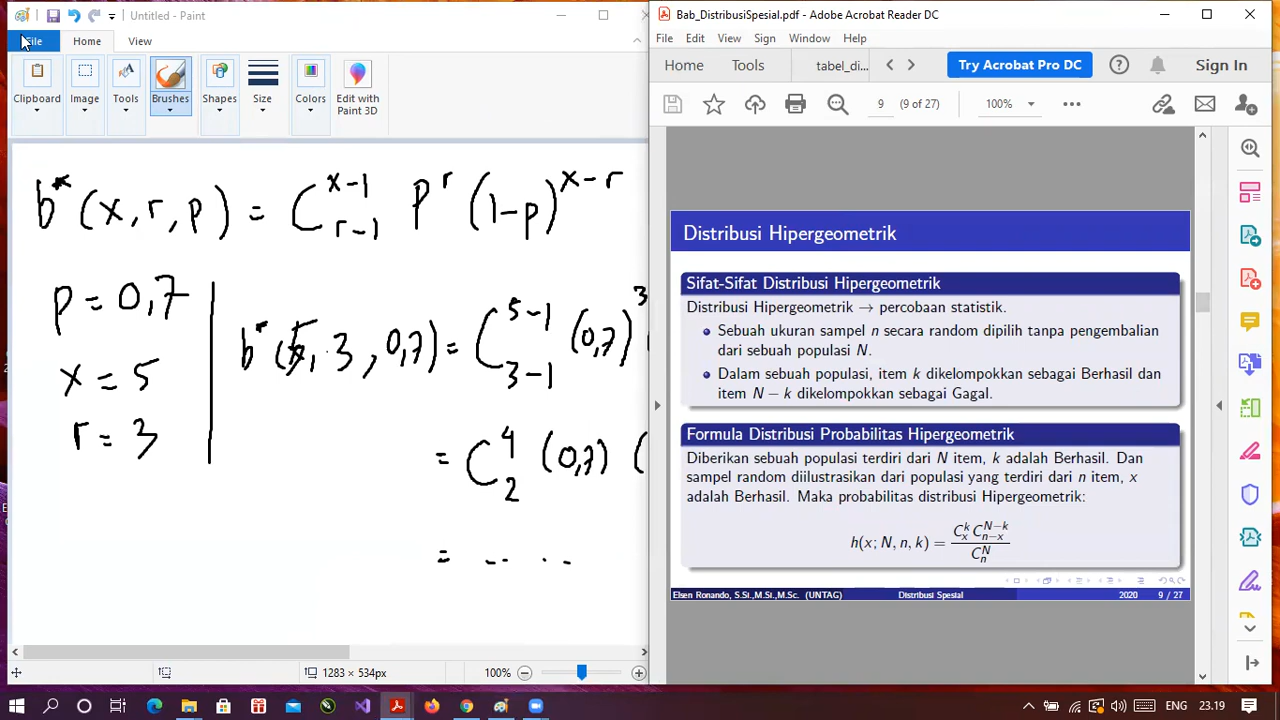 Untitled - Paint
File Home View
Clipboard Image Tools Brushes Shapes Size Colors Edit with Paint 3D
b* (x, r, p) = C x-1 r-1 p^r (1-p)^x-r
p = 0,7
x = 5
r = 3
b* (5, 3, 0,7) = C 5-1 3-1 (0,7)^3
= C 4 2 (0,7) (
= .. ..
1283 × 534px 100%
Bab_DistribusiSpesial.pdf - Adobe Acrobat Reader DC
File Edit View Sign Window Help
Home Tools tabel_di... Try Acrobat Pro DC Sign In
9 (9 of 27) 100%
Distribusi Hipergeometrik
Sifat-Sifat Distribusi Hipergeometrik
Distribusi Hipergeometrik → percobaan statistik.
Sebuah ukuran sampel n secara random dipilih tanpa pengembalian
dari sebuah populasi N.
Dalam sebuah populasi, item k dikelompokkan sebagai Berhasil dan
item N − k dikelompokkan sebagai Gagal.
Formula Distribusi Probabilitas Hipergeometrik
Diberikan sebuah populasi terdiri dari N item, k adalah Berhasil. Dan
sampel random diilustrasikan dari populasi yang terdiri dari n item, x
adalah Berhasil. Maka probabilitas distribusi Hipergeometrik:
h(x; N, n, k) = C^k_x C^N−k_n−x / C^N_n
Elsen Ronando, S.Si.,M.Si.,M.Sc. (UNTAG) Distribusi Spesial 2020 9 / 27
ENG 23.19